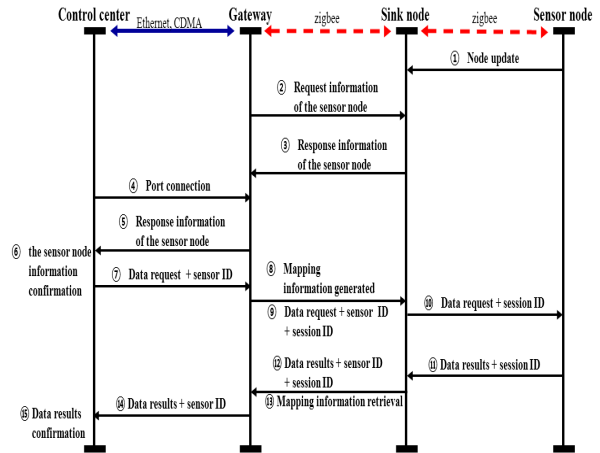 Control center Gateway Sink node Sensor node
Ethernet, CDMA zigbee zigbee
① Node update
② Request information
of the sensor node
③ Response information
of the sensor node
④ Port connection
⑤ Response information
of the sensor node
⑥ the sensor node
information
confirmation
⑦ Data request + sensor ID
⑧ Mapping
information generated
⑨ Data request + sensor ID
+ session ID
⑩ Data request + session ID
⑪ Data results + session ID
⑫ Data results + sensor ID
+ session ID
⑬ Mapping information retrieval
⑭ Data results + sensor ID
⑮ Data results
confirmation